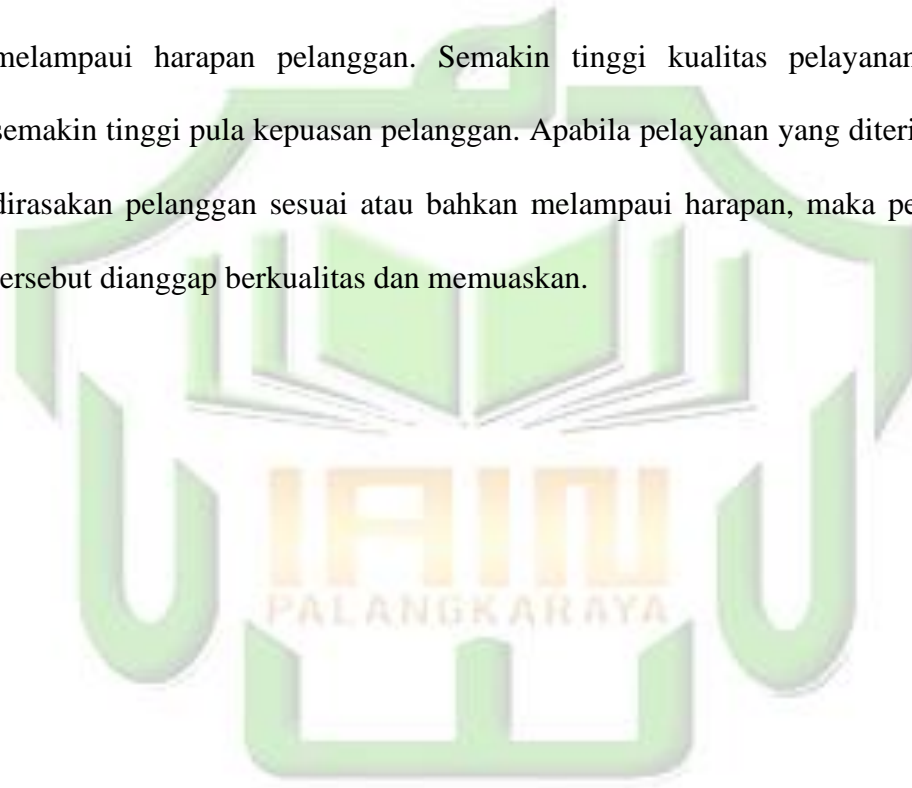 melampaui harapan pelanggan. Semakin tinggi kualitas pelayanan
semakin tinggi pula kepuasan pelanggan. Apabila pelayanan yang diteri
dirasakan pelanggan sesuai atau bahkan melampaui harapan, maka pe
tersebut dianggap berkualitas dan memuaskan.
IAIN
PALANGKARAYA